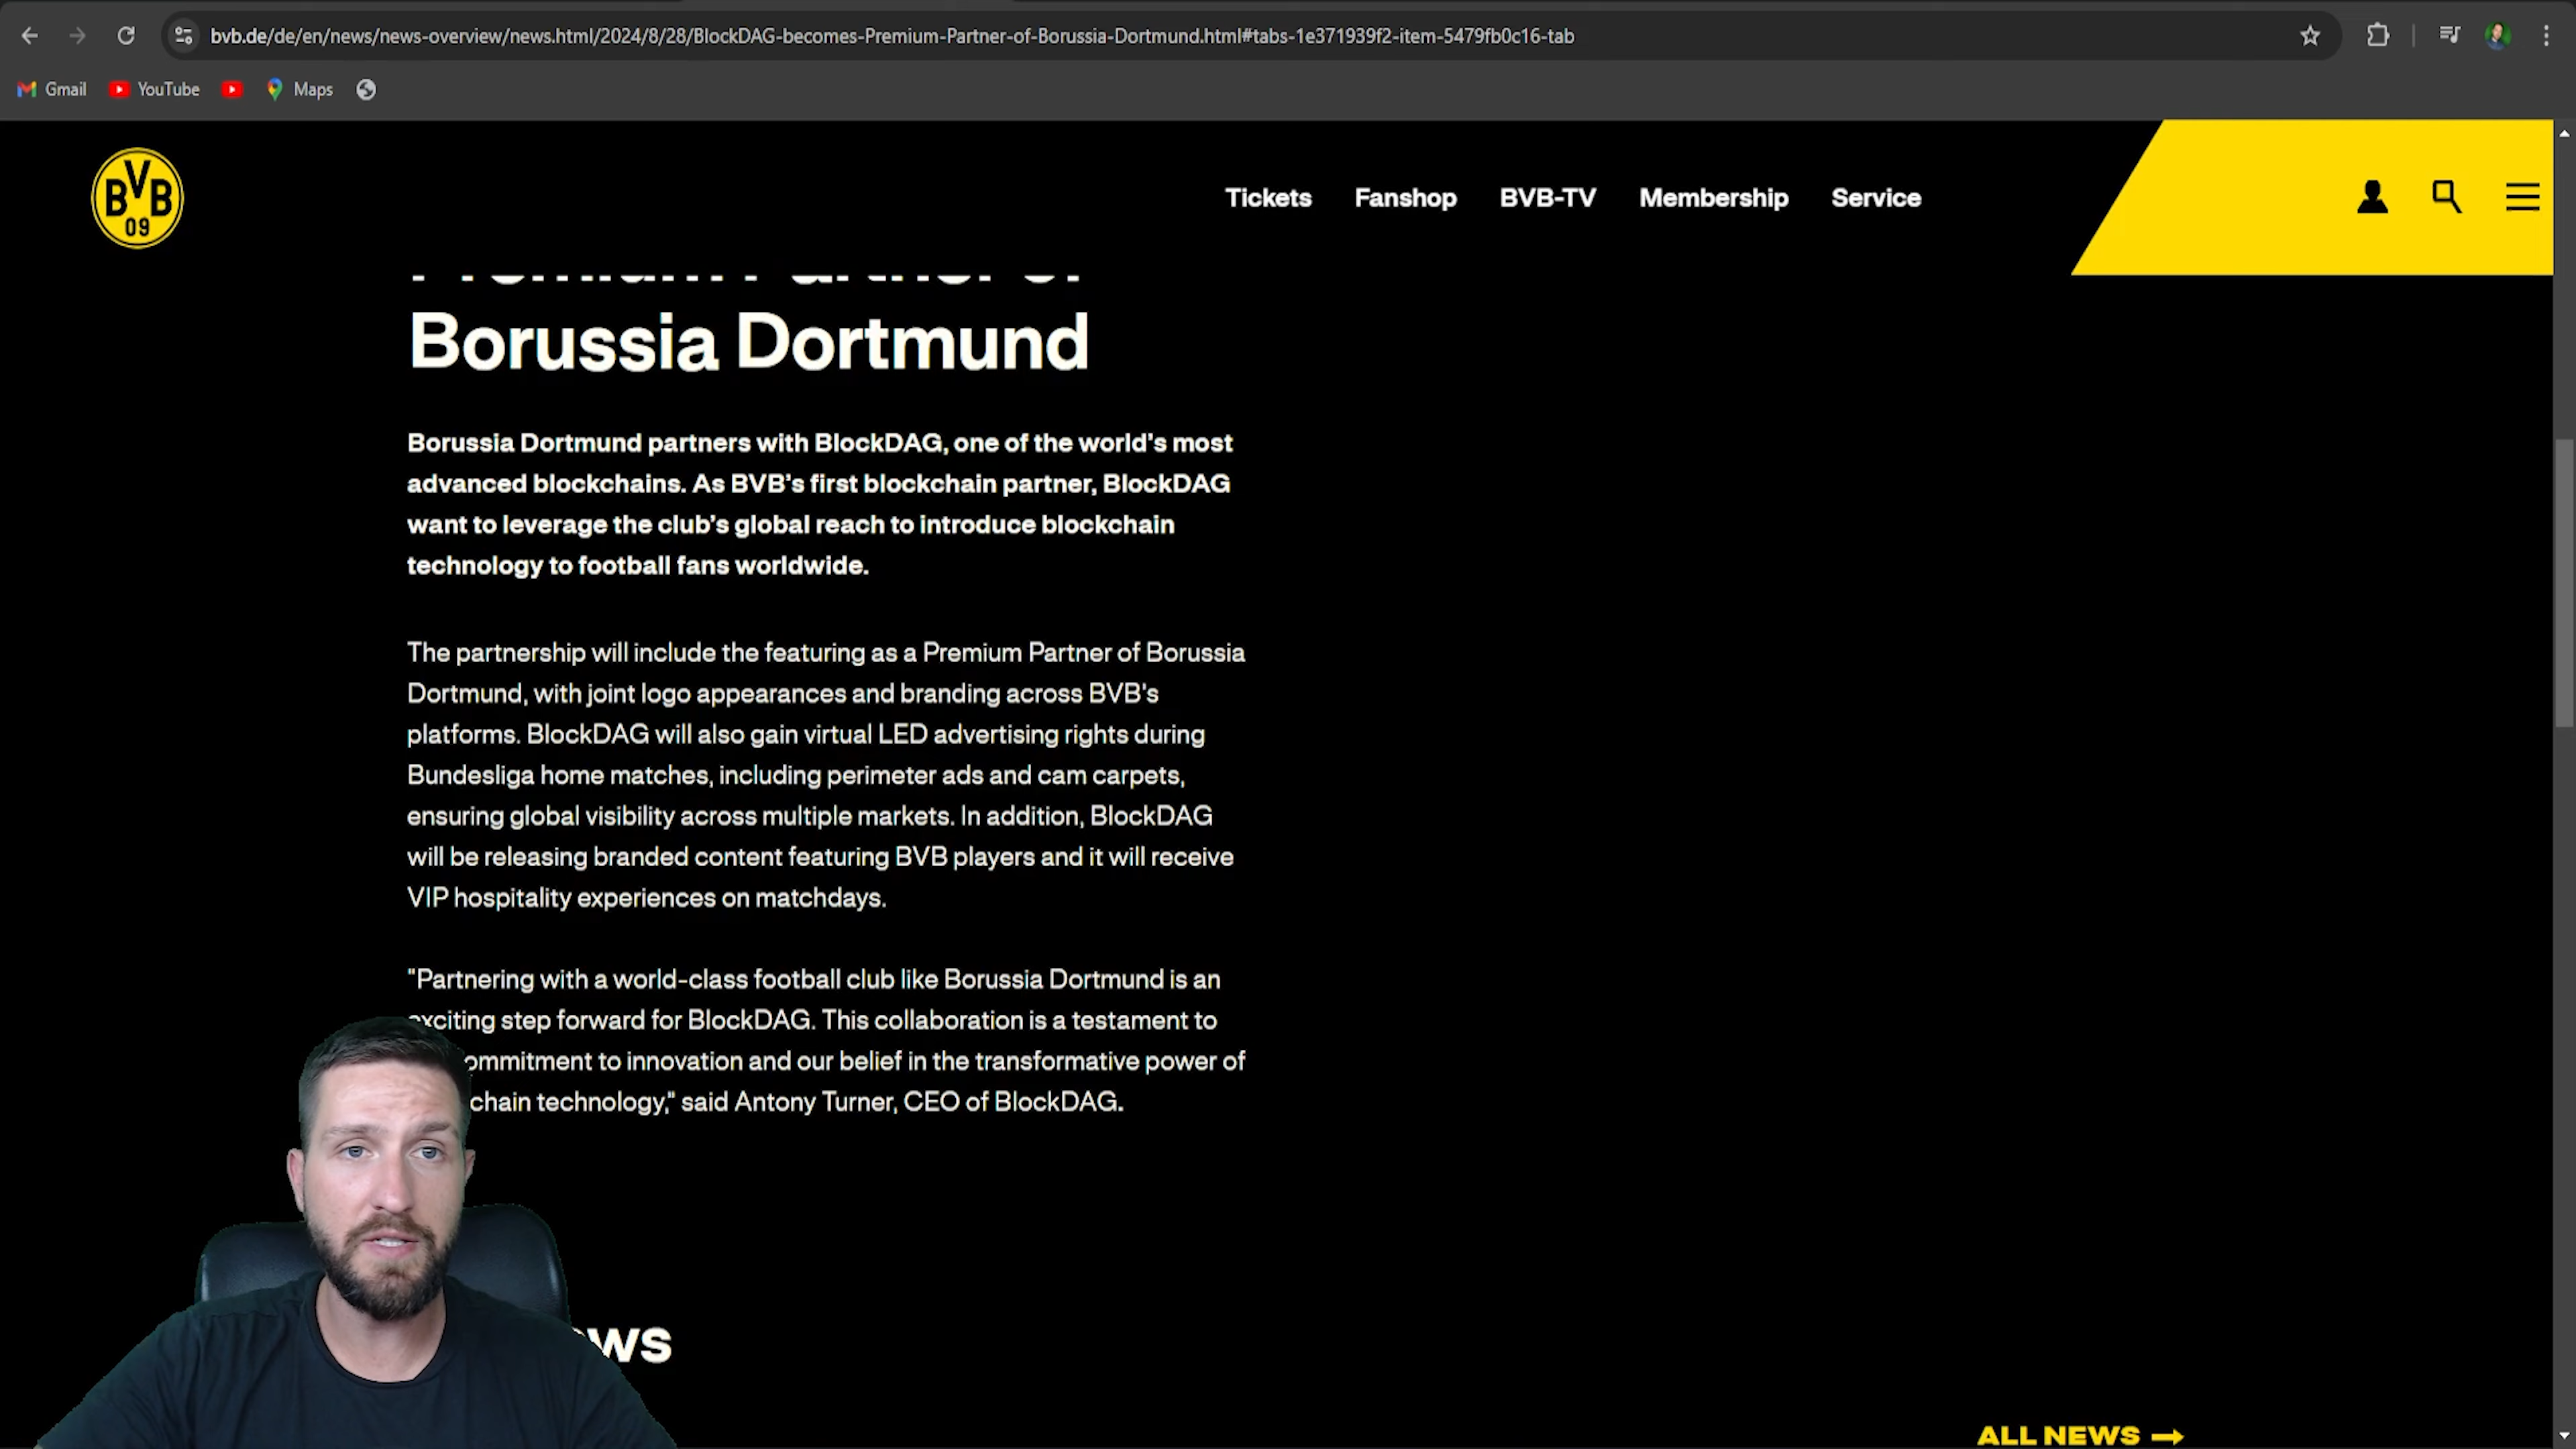 bvb.de/de/en/news/news-overview/news.html/2024/8/28/BlockDAG-becomes-Premium-Partner-of-Borussia-Dortmund.html#tabs-1e371939f2-item-5479fb0c16-tab
Gmail YouTube Maps
BVB 09
Tickets Fanshop BVB-TV Membership Service
Premium Partner of
Borussia Dortmund
Borussia Dortmund partners with BlockDAG, one of the world's most
advanced blockchains. As BVB's first blockchain partner, BlockDAG
want to leverage the club's global reach to introduce blockchain
technology to football fans worldwide.
The partnership will include the featuring as a Premium Partner of Borussia
Dortmund, with joint logo appearances and branding across BVB's
platforms. BlockDAG will also gain virtual LED advertising rights during
Bundesliga home matches, including perimeter ads and cam carpets,
ensuring global visibility across multiple markets. In addition, BlockDAG
will be releasing branded content featuring BVB players and it will receive
VIP hospitality experiences on matchdays.
"Partnering with a world-class football club like Borussia Dortmund is an
exciting step forward for BlockDAG. This collaboration is a testament to
ommitment to innovation and our belief in the transformative power of
chain technology," said Antony Turner, CEO of BlockDAG.
ws
ALL NEWS